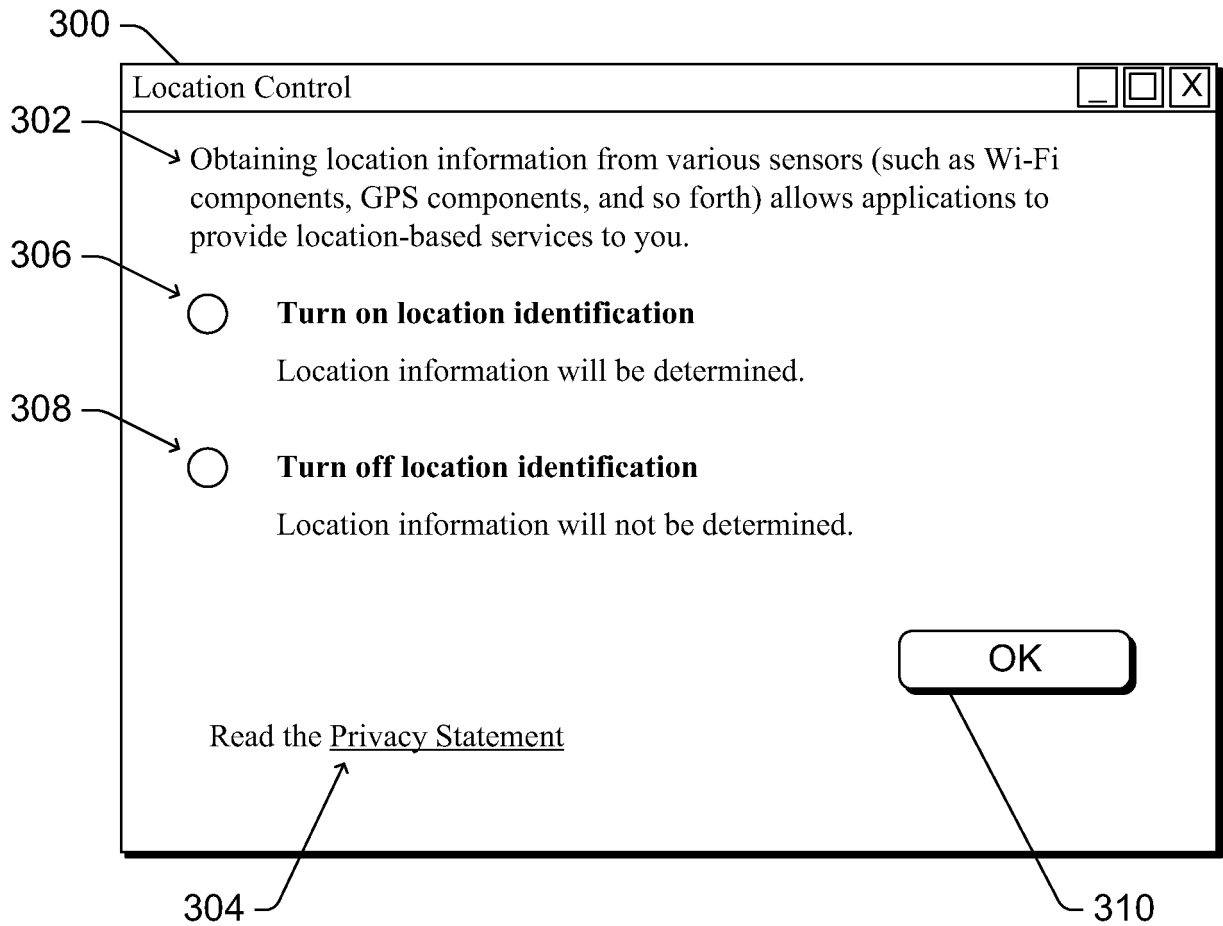 300
Location Control _ X
302
Obtaining location information from various sensors (such as Wi-Fi
components, GPS components, and so forth) allows applications to
provide location-based services to you.
306
Turn on location identification
Location information will be determined.
308
Turn off location identification
Location information will not be determined.
OK
Read the Privacy Statement
304
310